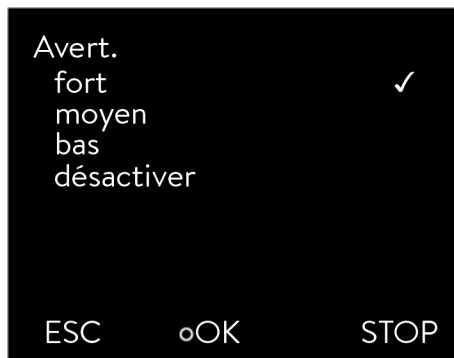 Avert.
fort ✓
moyen
bas
désactiver
ESC OK STOP